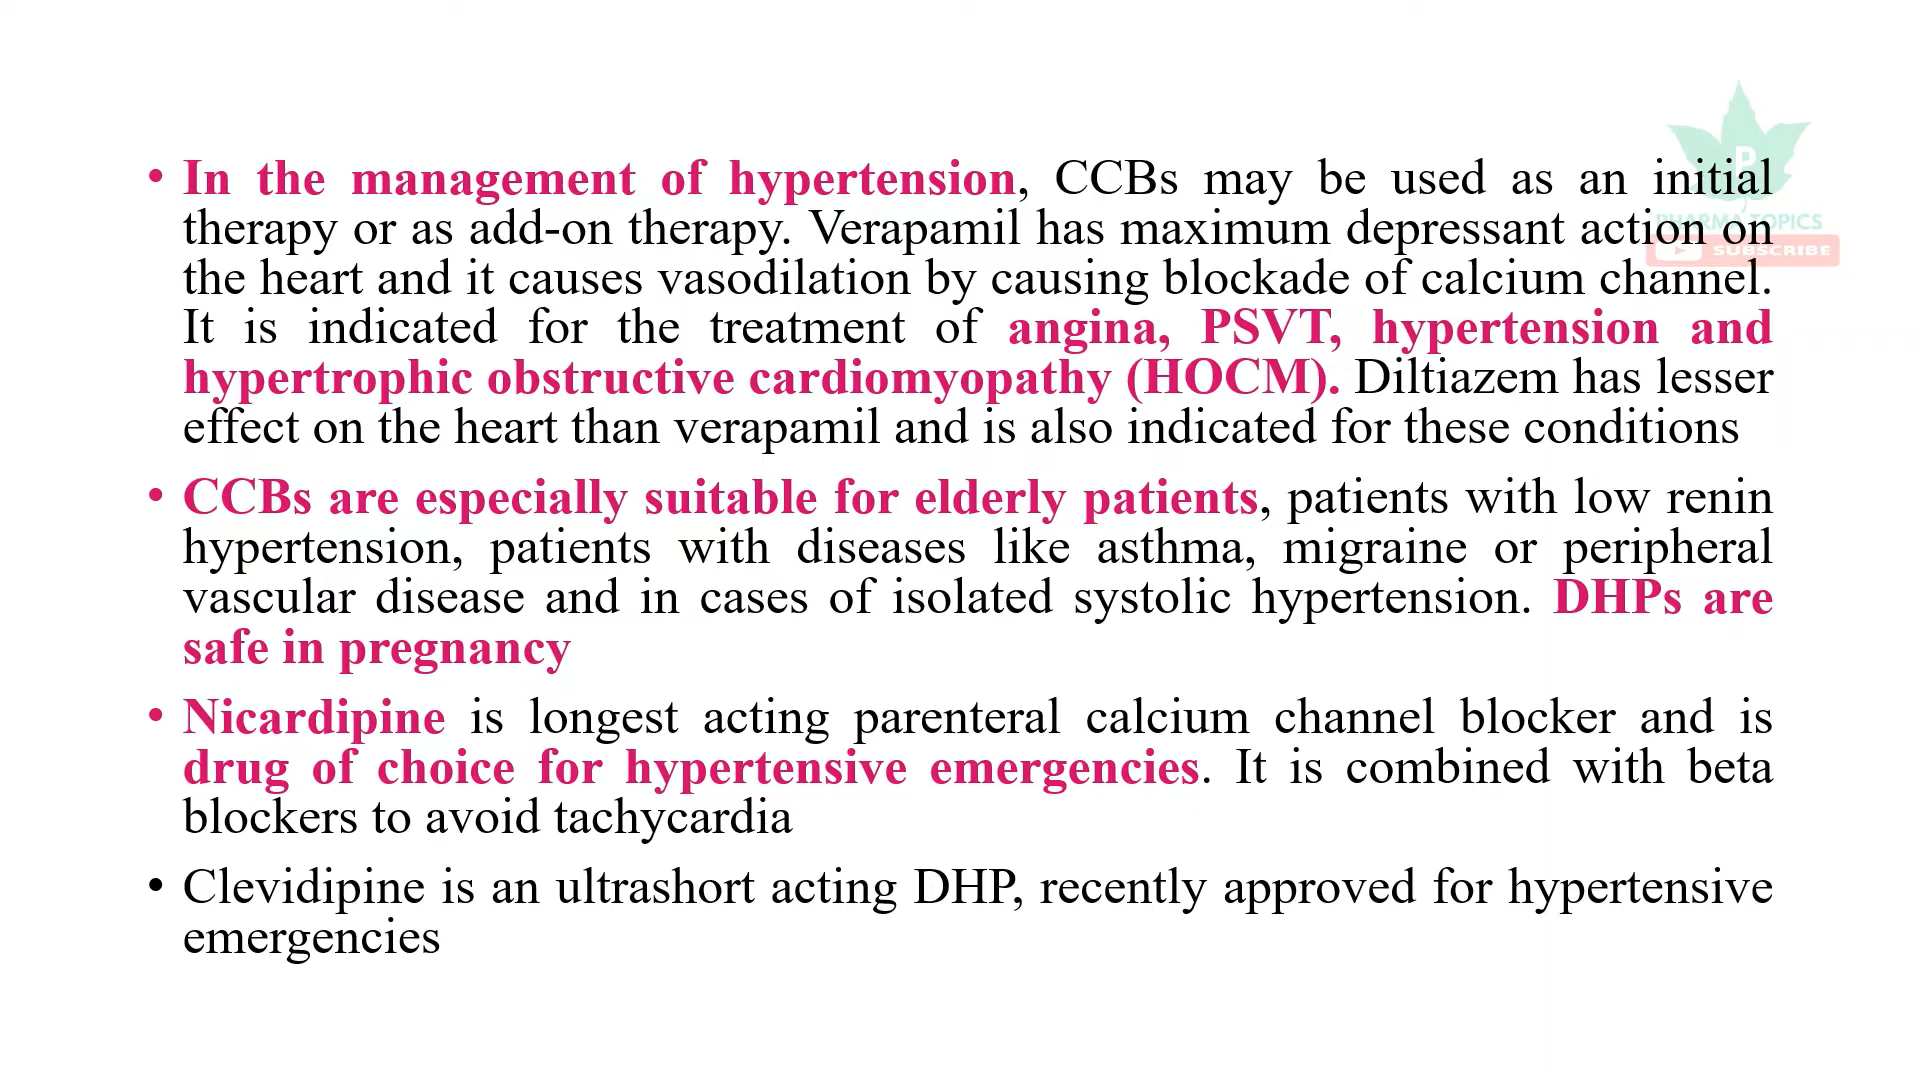 • In the management of hypertension, CCBs may be used as an initial
therapy or as add-on therapy. Verapamil has maximum depressant action on
the heart and it causes vasodilation by causing blockade of calcium channel.
It is indicated for the treatment of angina, PSVT, hypertension and
hypertrophic obstructive cardiomyopathy (HOCM). Diltiazem has lesser
effect on the heart than verapamil and is also indicated for these conditions
• CCBs are especially suitable for elderly patients, patients with low renin
hypertension, patients with diseases like asthma, migraine or peripheral
vascular disease and in cases of isolated systolic hypertension. DHPs are
safe in pregnancy
• Nicardipine is longest acting parenteral calcium channel blocker and is
drug of choice for hypertensive emergencies. It is combined with beta
blockers to avoid tachycardia
• Clevidipine is an ultrashort acting DHP, recently approved for hypertensive
emergencies
P
PHARMA TOPICS
SUBSCRIBE